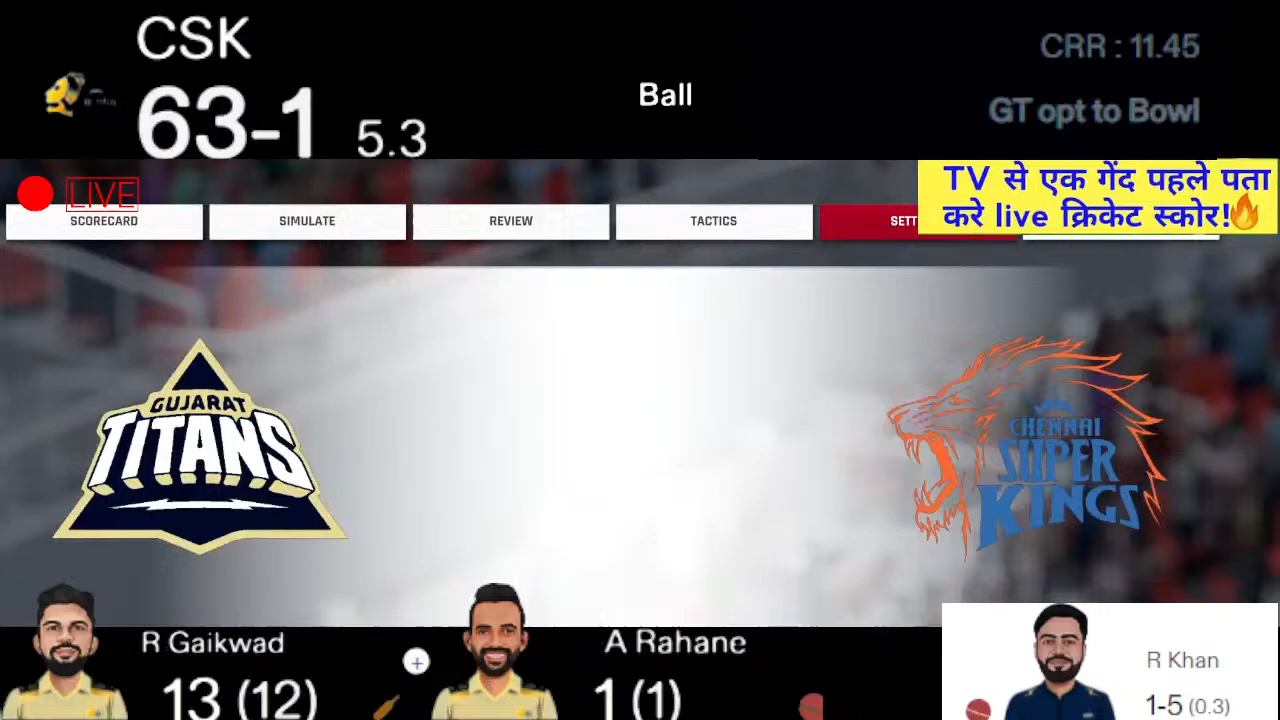 CSK
63-1 5.3
Ball
CRR : 11.45
GT opt to Bowl
LIVE
TV से एक गेंद पहले पता
करे live क्रिकेट स्कोर!🔥
SCORECARD
SIMULATE
REVIEW
TACTICS
SETT
GUJARAT
TITANS
CHENNAI
SUPER
KINGS
R Gaikwad
13 (12)
A Rahane
1 (1)
R Khan
1-5 (0.3)